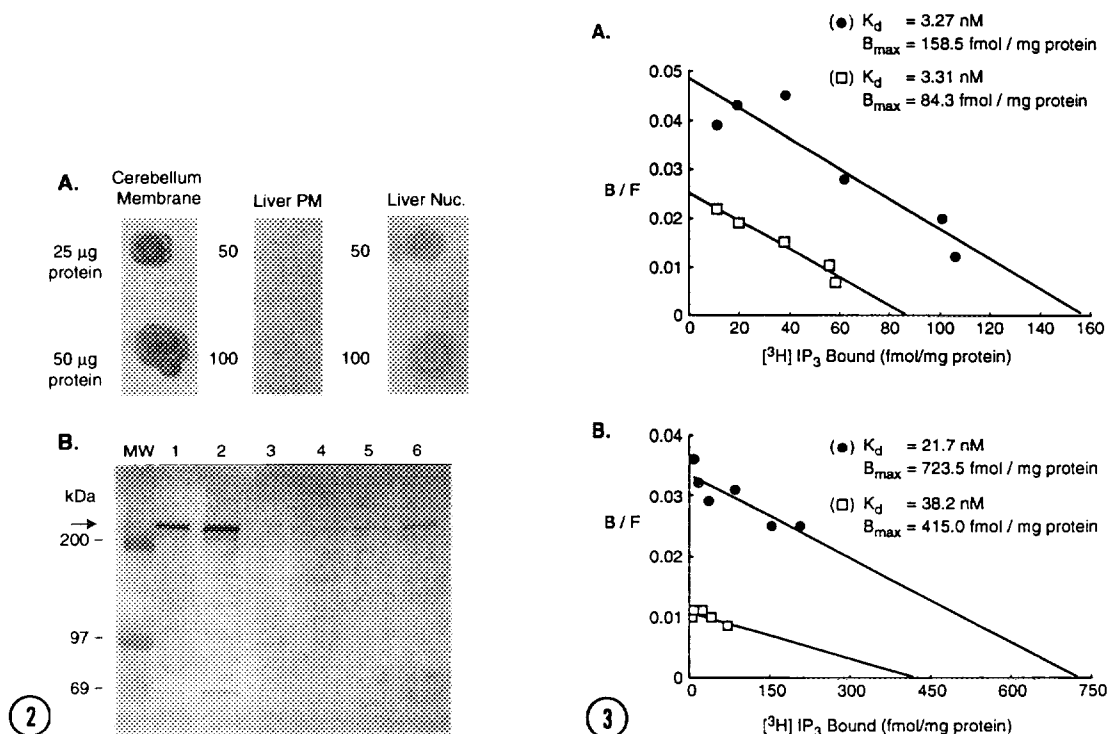 A.
Cerebellum
Membrane
Liver PM
Liver Nuc.
25 µg
protein
50
50
50 µg
protein
100
100
B.
MW 1 2 3 4 5 6
kDa
200 –
97 –
69 –
2
A.
(●) Kd = 3.27 nM
Bmax = 158.5 fmol / mg protein
(□) Kd = 3.31 nM
Bmax = 84.3 fmol / mg protein
0.05
0.04
0.03
B / F
0.02
0.01
0
0 20 40 60 80 100 120 140 160
[³H] IP₃ Bound (fmol/mg protein)
B.
(●) Kd = 21.7 nM
Bmax = 723.5 fmol / mg protein
(□) Kd = 38.2 nM
Bmax = 415.0 fmol / mg protein
0.04
0.03
B / F
0.02
0.01
0
0 150 300 450 600 750
[³H] IP₃ Bound (fmol/mg protein)
3